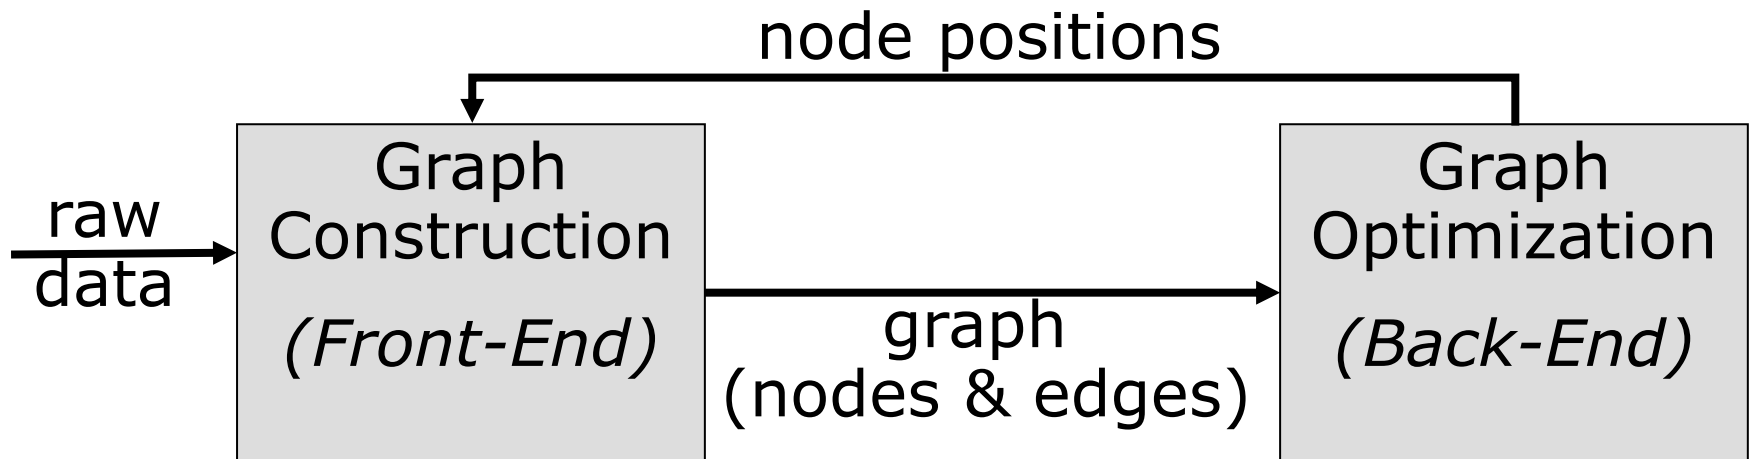 node positions
raw
data
Graph
Construction
(Front-End)
graph
(nodes & edges)
Graph
Optimization
(Back-End)